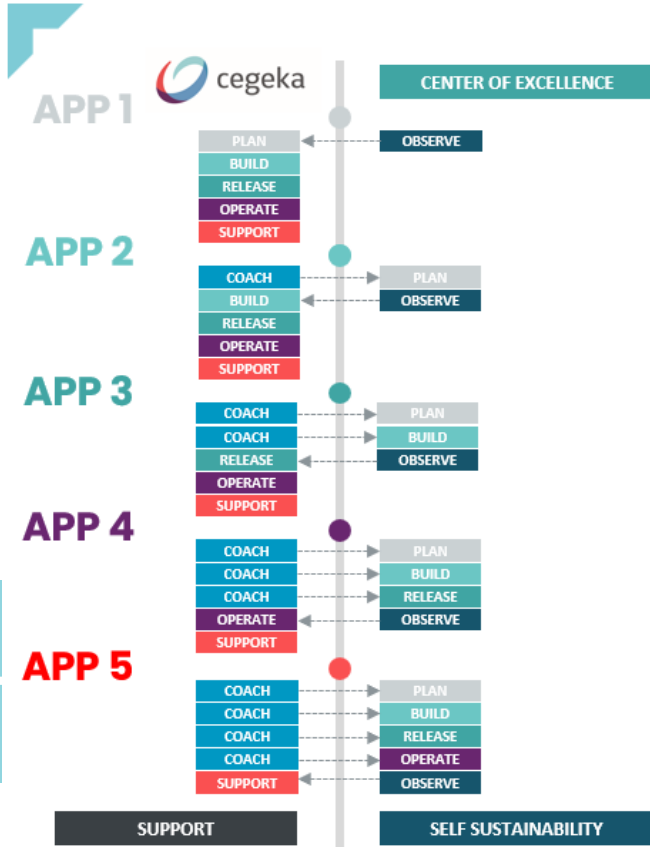 cegeka
CENTER OF EXCELLENCE
APP 1
PLAN
OBSERVE
BUILD
RELEASE
OPERATE
SUPPORT
APP 2
COACH
PLAN
BUILD
OBSERVE
RELEASE
OPERATE
SUPPORT
APP 3
COACH
PLAN
COACH
BUILD
RELEASE
OBSERVE
OPERATE
SUPPORT
APP 4
COACH
PLAN
COACH
BUILD
COACH
RELEASE
OPERATE
OBSERVE
SUPPORT
APP 5
COACH
PLAN
COACH
BUILD
COACH
RELEASE
COACH
OPERATE
SUPPORT
OBSERVE
SUPPORT
SELF SUSTAINABILITY